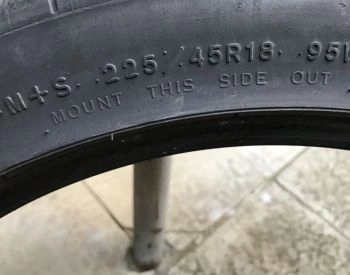 M+S. 225/45R18. 95W
MOUNT THIS SIDE OUT